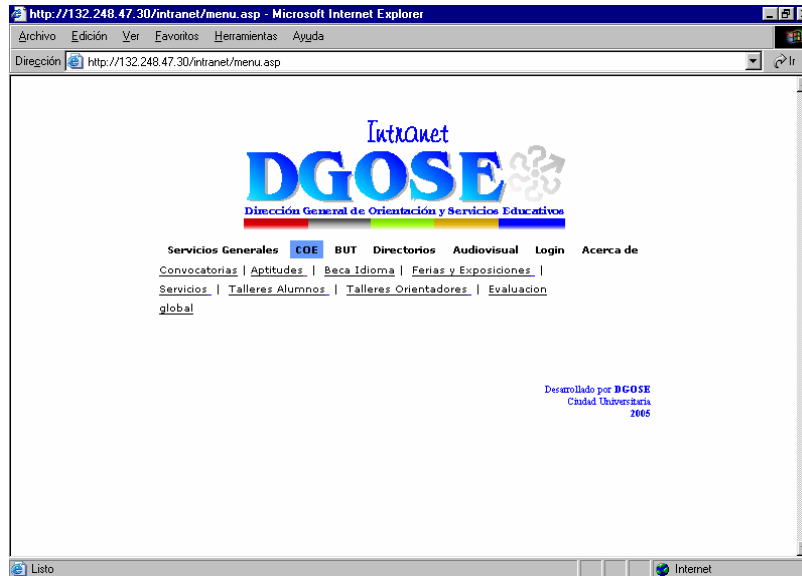 http://132.248.47.30/intranet/menu.asp - Microsoft Internet Explorer
Archivo Edición Ver Favoritos Herramientas Ayuda
Dirección http://132.248.47.30/intranet/menu.asp Ir
Intranet
DGOSE
Dirección General de Orientación y Servicios Educativos
Servicios Generales COE BUT Directorios Audiovisual Login Acerca de
Convocatorias | Aptitudes | Beca Idioma | Ferias y Exposiciones |
Servicios | Talleres Alumnos | Talleres Orientadores | Evaluacion
global
Desarrollado por DGOSE
Ciudad Universitaria
2005
Listo Internet